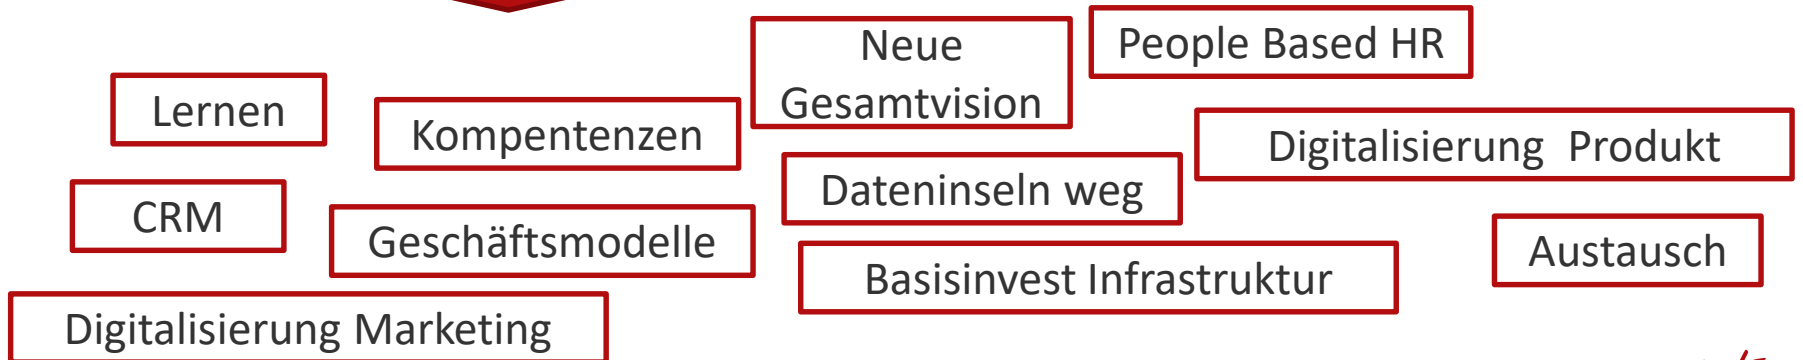 Neue
Gesamtvision
People Based HR
Lernen
Kompentenzen
Digitalisierung  Produkt
Dateninseln weg
CRM
Geschäftsmodelle
Austausch
Basisinvest Infrastruktur
Digitalisierung Marketing